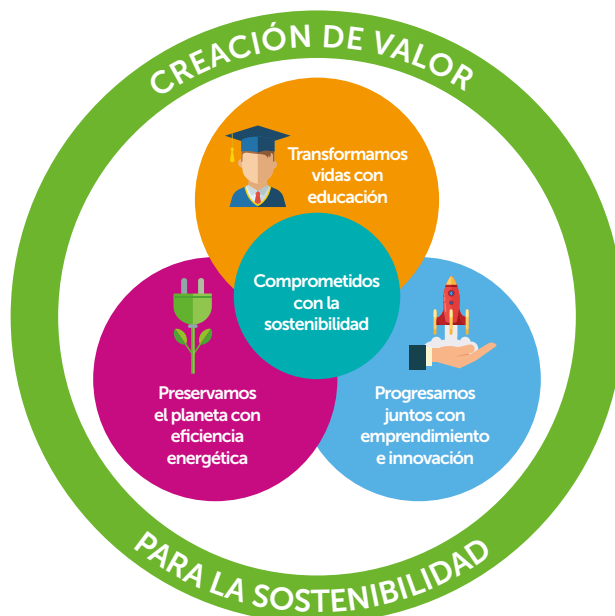 CREACIÓN DE VALOR
Transformamos
vidas con
educación
Comprometidos
con la
sostenibilidad
Preservamos
el planeta con
eficiencia
energética
Progresamos
juntos con
emprendimiento
e innovación
PARA LA SOSTENIBILIDAD